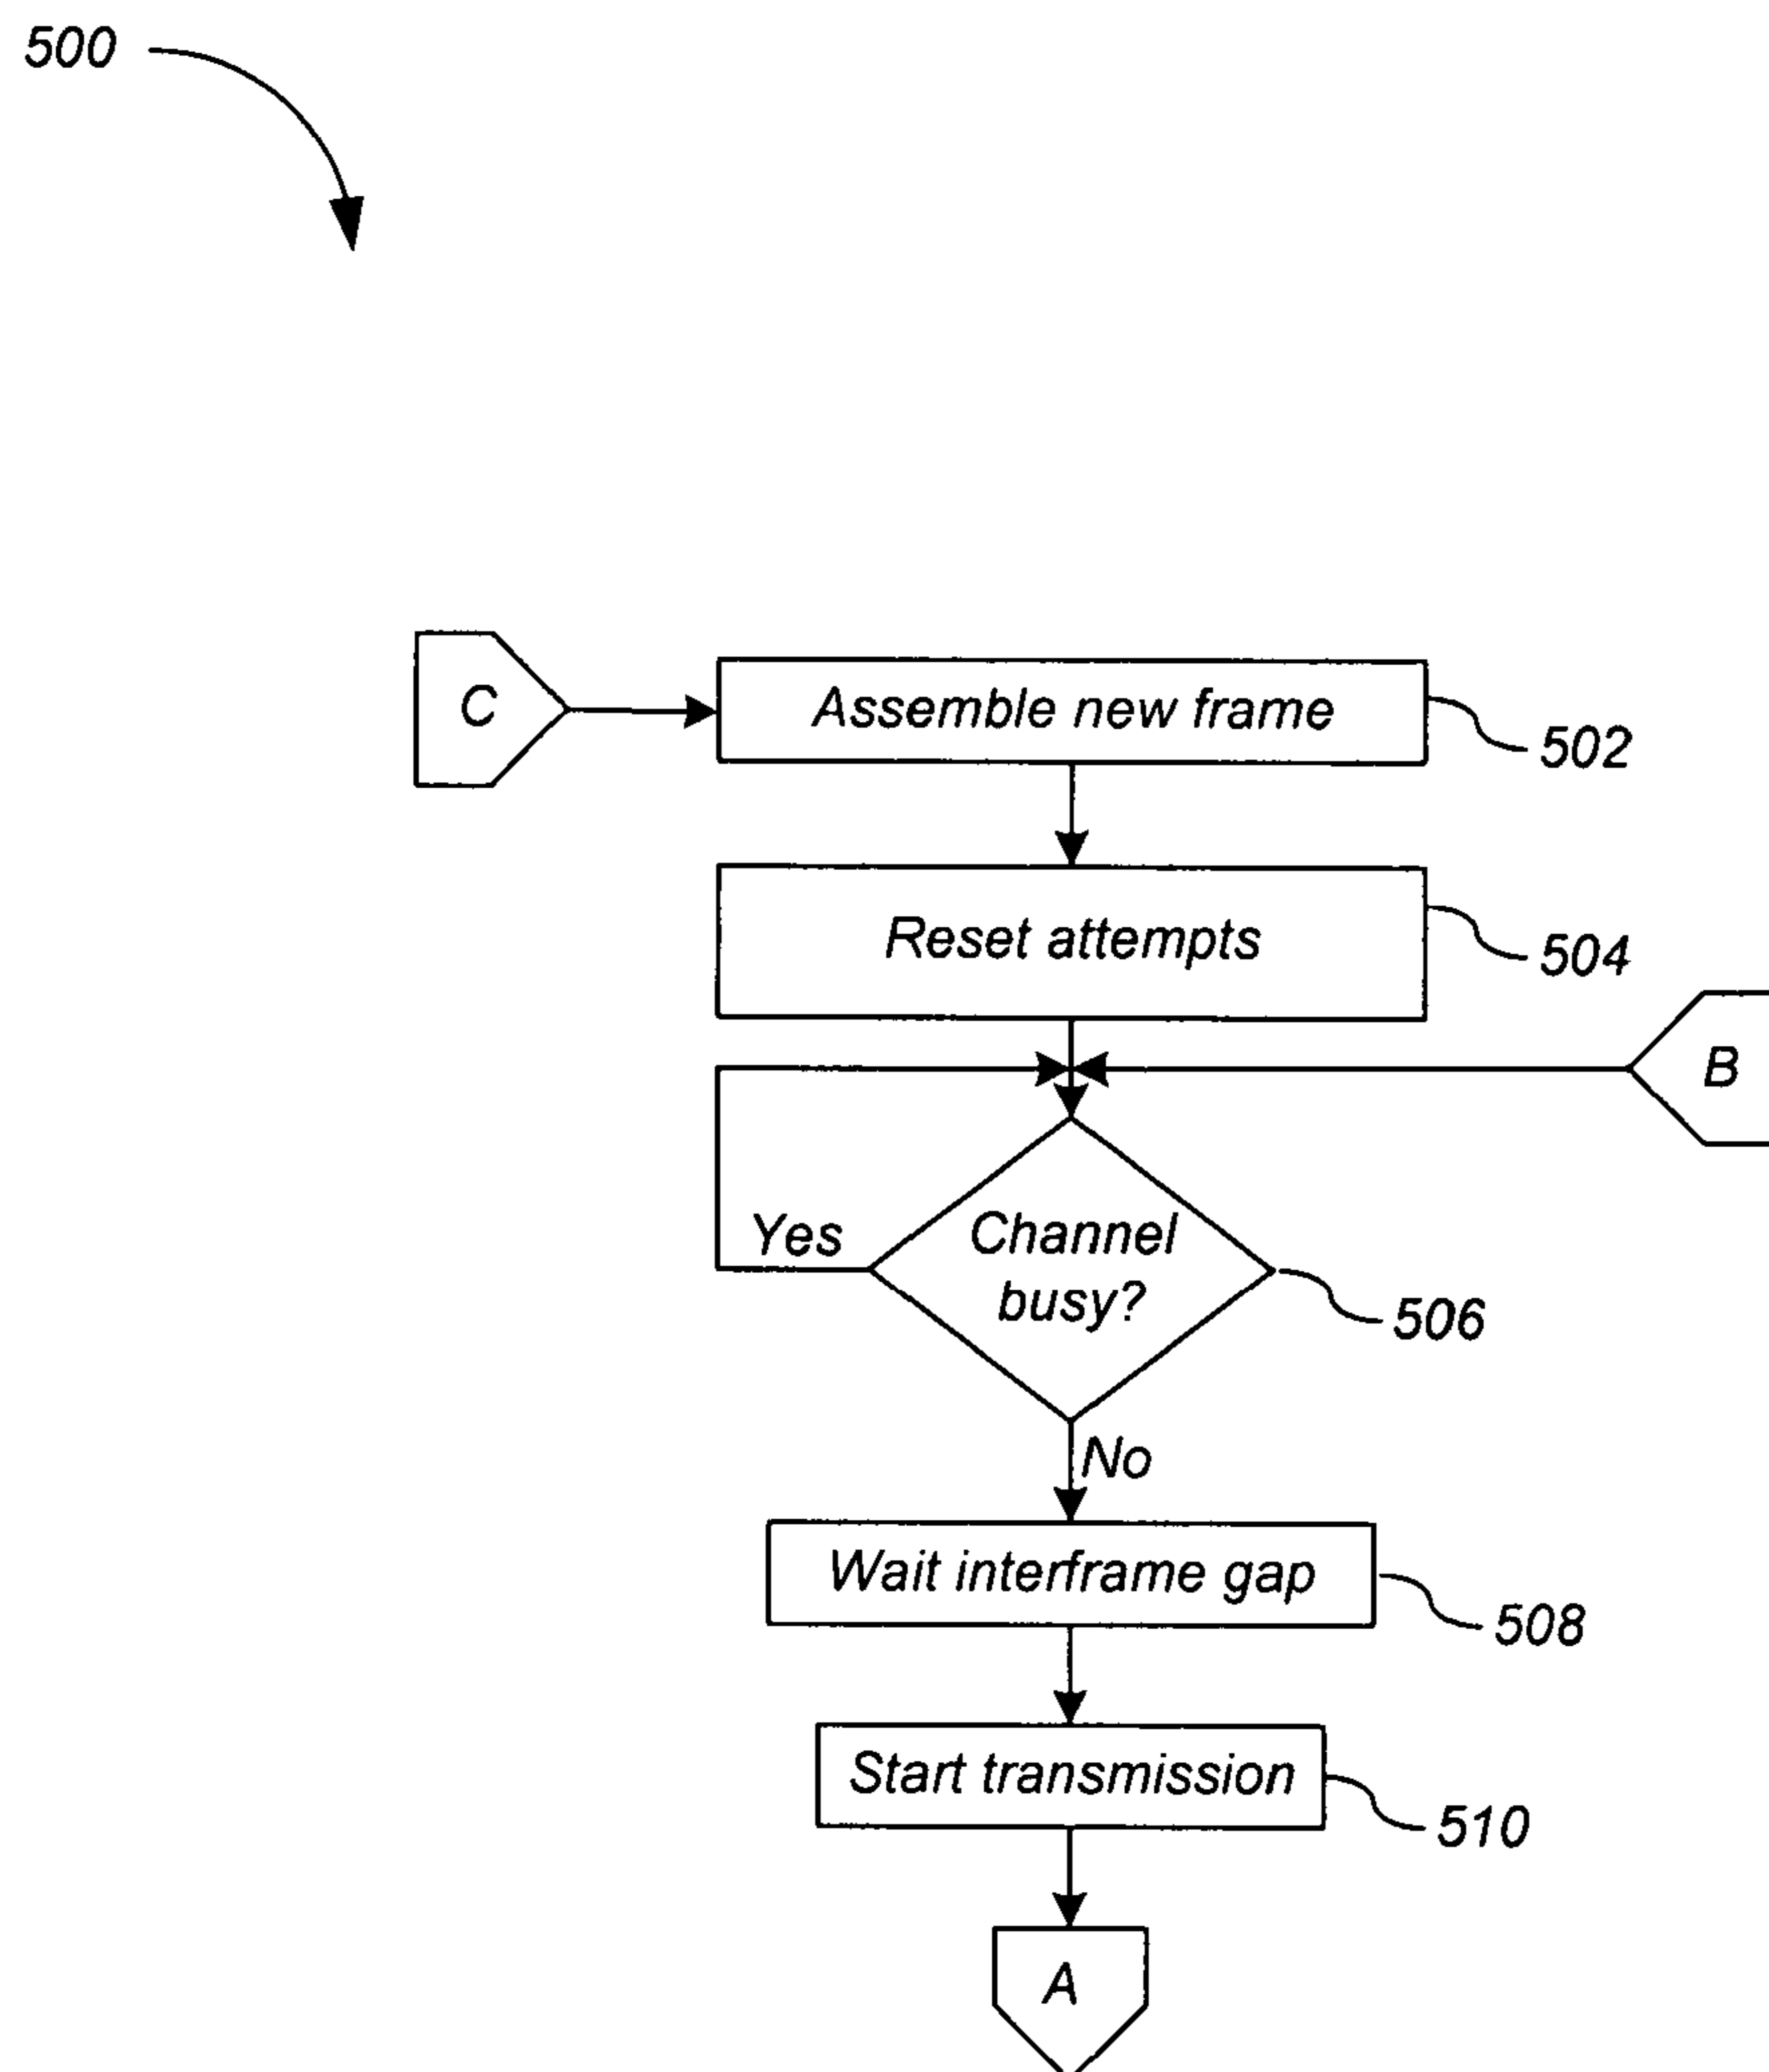 500
C
Assemble new frame
502
Reset attempts
504
B
Yes
Channel
busy?
506
No
Wait interframe gap
508
Start transmission
510
A